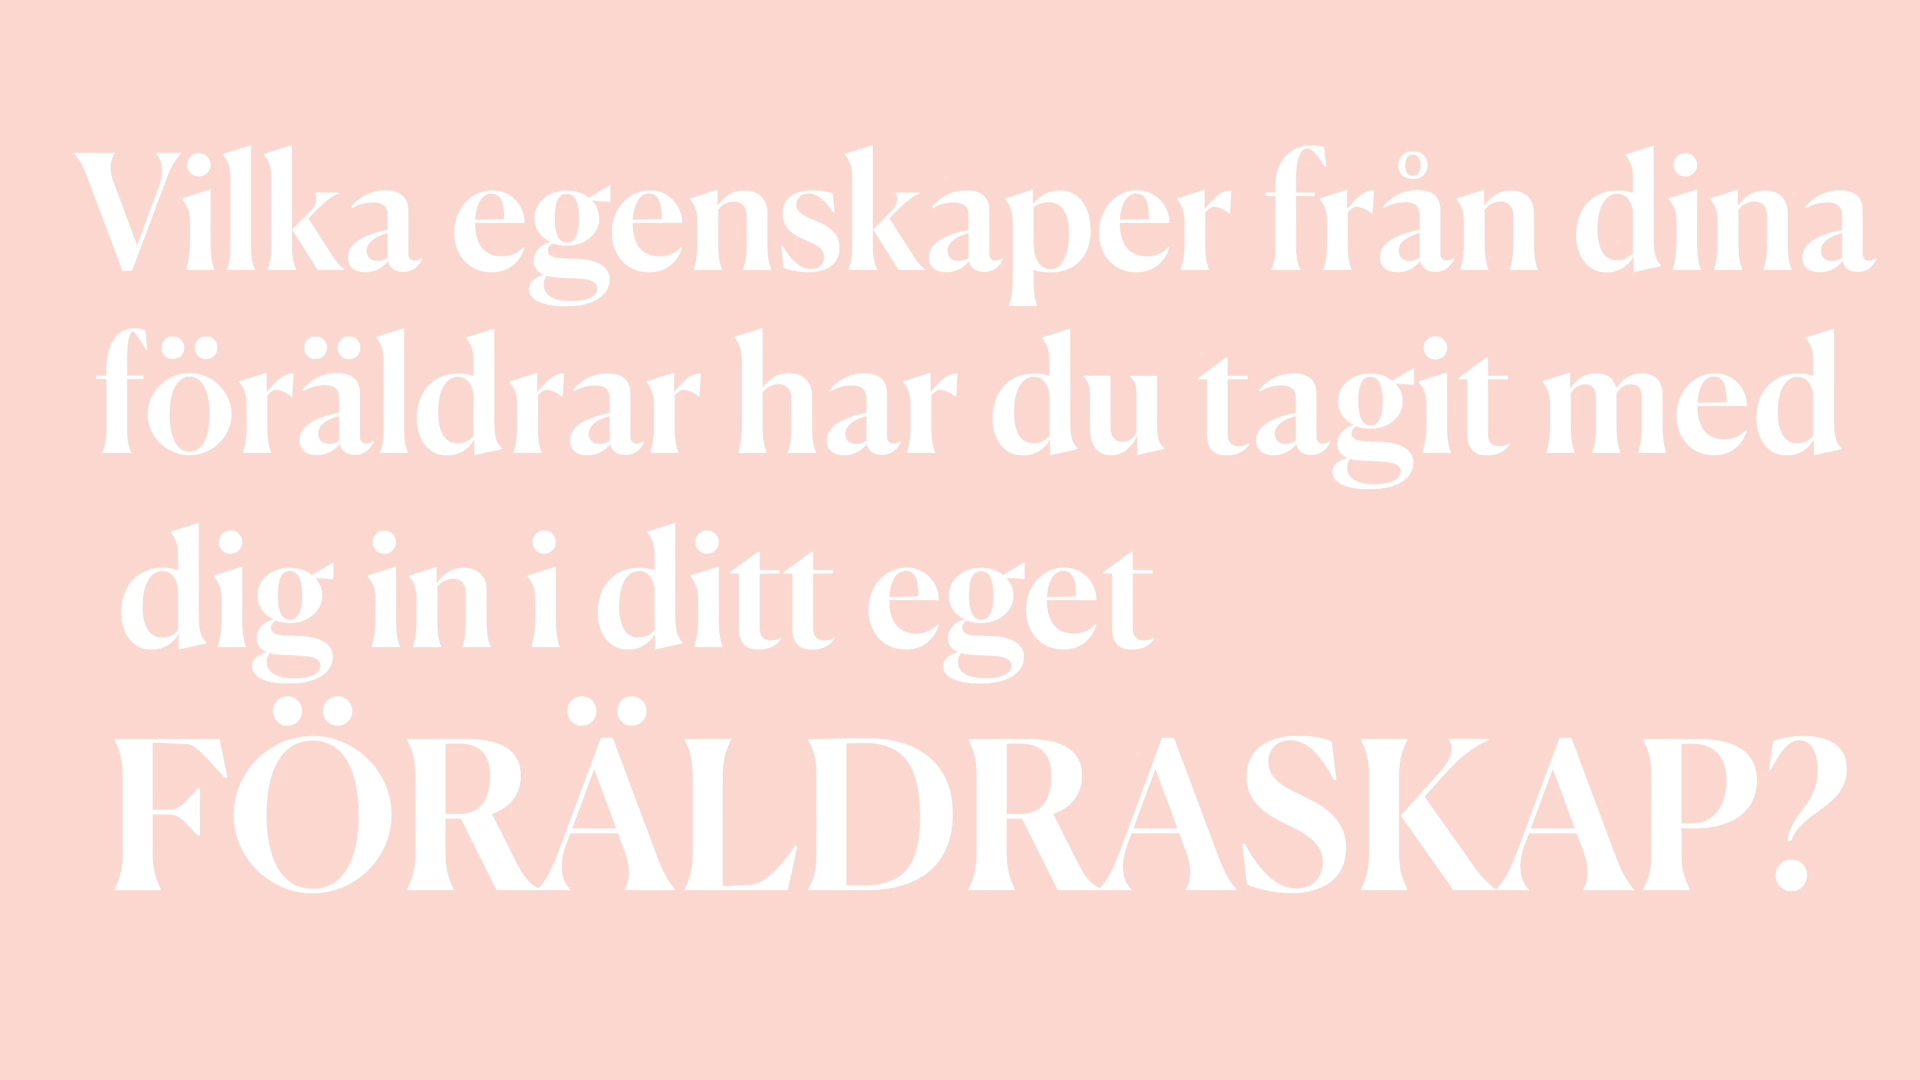 Vilka egenskaper från dina
föräldrar har du tagit med
dig in i ditt eget
FÖRÄLDRASKAP?